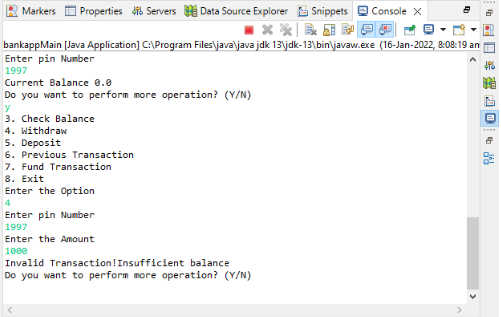 Markers Properties Servers Data Source Explorer Snippets Console
bankappMain [Java Application] C:\Program Files\java\java jdk 13\jdk-13\bin\javaw.exe (16-Jan-2022, 8:08:19 am
Enter pin Number
1997
Current Balance 0.0
Do you want to perform more operation? (Y/N)
y
3. Check Balance
4. Withdraw
5. Deposit
6. Previous Transaction
7. Fund Transaction
8. Exit
Enter the Option
4
Enter pin Number
1997
Enter the Amount
1000
Invalid Transaction!Insufficient balance
Do you want to perform more operation? (Y/N)